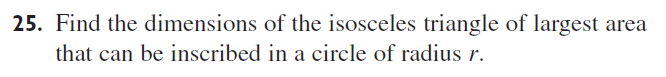 25. Find the dimensions of the isosceles triangle of largest area
that can be inscribed in a circle of radius r.